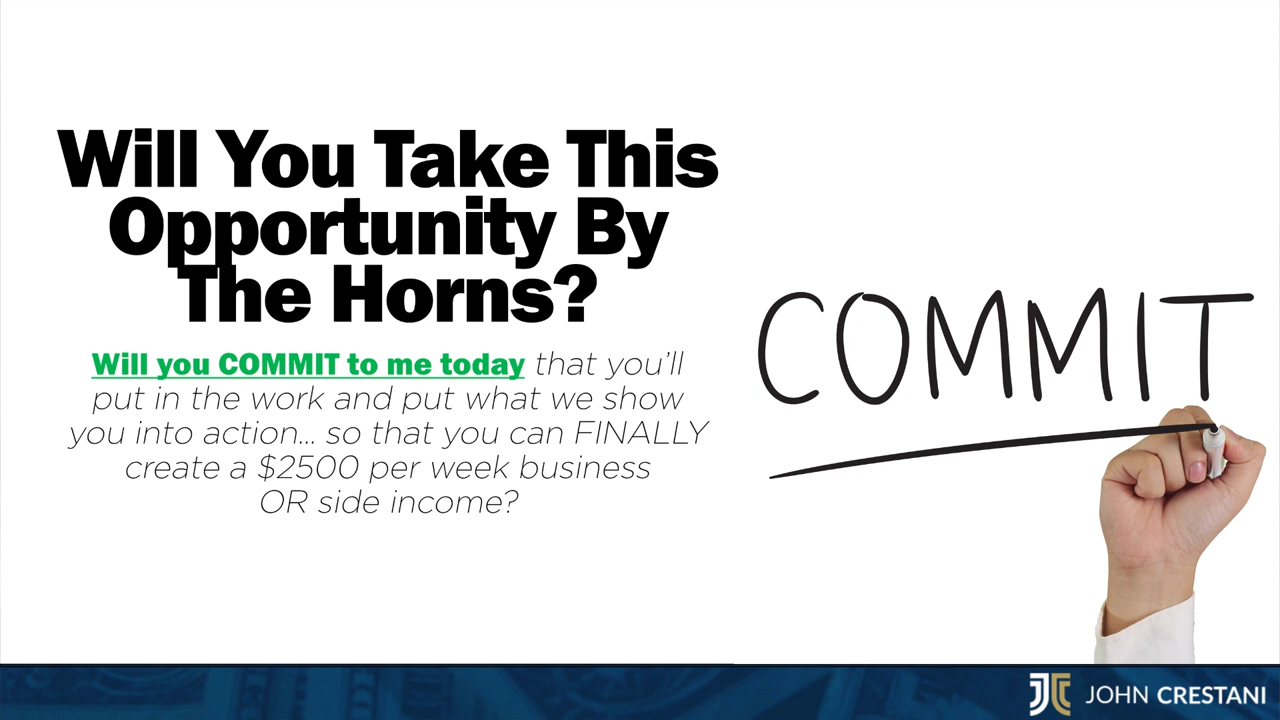 Will You Take This
Opportunity By
The Horns?
Will you COMMIT to me today that you’ll
put in the work and put what we show
you into action... so that you can FINALLY
create a $2500 per week business
OR side income?
COMMIT
JC JOHN CRESTANI